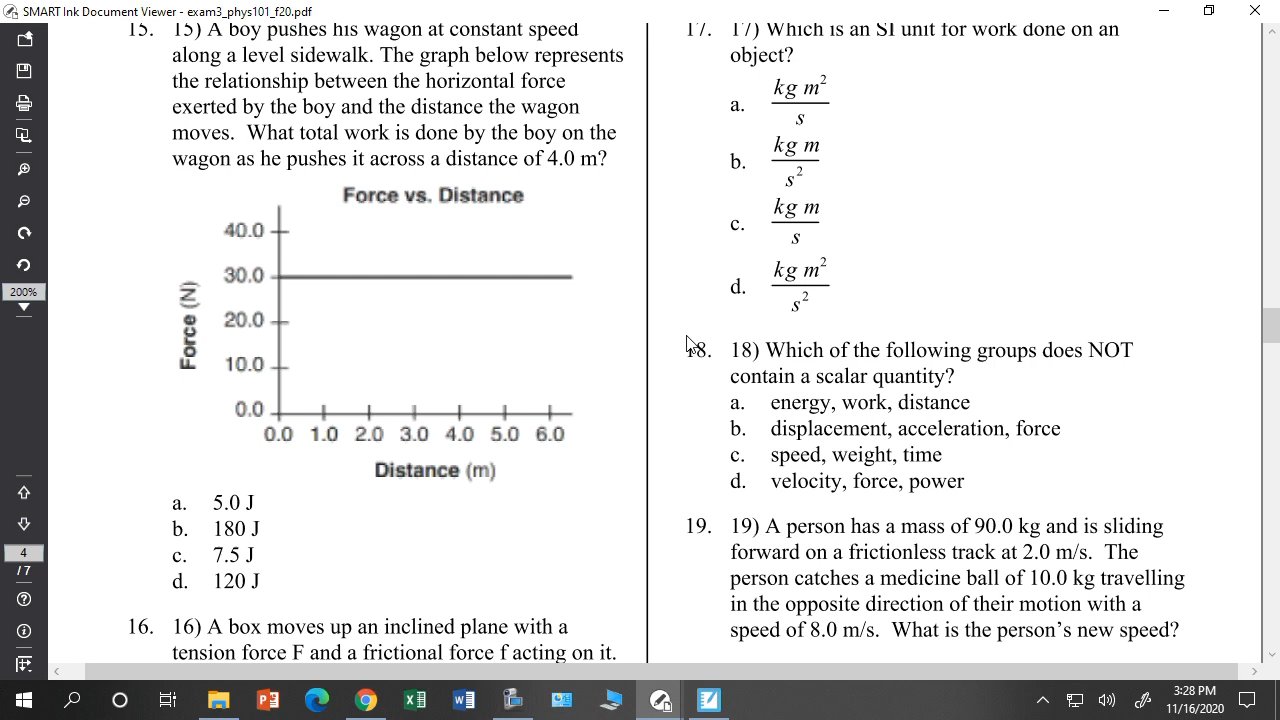 SMART Ink Document Viewer - exam3_phys101_f20.pdf
15. 15) A boy pushes his wagon at constant speed
along a level sidewalk. The graph below represents
the relationship between the horizontal force
exerted by the boy and the distance the wagon
moves. What total work is done by the boy on the
wagon as he pushes it across a distance of 4.0 m?
Force vs. Distance
40.0
30.0
20.0
10.0
0.0
Force (N)
0.0 1.0 2.0 3.0 4.0 5.0 6.0
Distance (m)
a. 5.0 J
b. 180 J
c. 7.5 J
d. 120 J
16. 16) A box moves up an inclined plane with a
tension force F and a frictional force f acting on it.
17. 17) Which is an SI unit for work done on an
object?
a. kg m²
s
b. kg m
s²
c. kg m
s
d. kg m²
s²
18. 18) Which of the following groups does NOT
contain a scalar quantity?
a. energy, work, distance
b. displacement, acceleration, force
c. speed, weight, time
d. velocity, force, power
19. 19) A person has a mass of 90.0 kg and is sliding
forward on a frictionless track at 2.0 m/s. The
person catches a medicine ball of 10.0 kg travelling
in the opposite direction of their motion with a
speed of 8.0 m/s. What is the person's new speed?
200%
4
/ 7
3:28 PM
11/16/2020